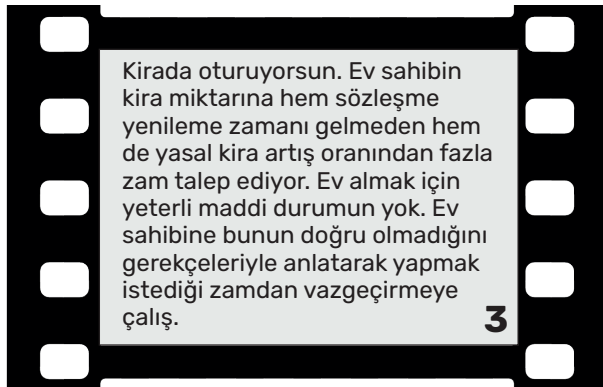 Kirada oturuyorsun. Ev sahibin
kira miktarına hem sözleşme
yenileme zamanı gelmeden hem
de yasal kira artış oranından fazla
zam talep ediyor. Ev almak için
yeterli maddi durumun yok. Ev
sahibine bunun doğru olmadığını
gerekçeleriyle anlatarak yapmak
istediği zamdan vazgeçirmeye
çalış.
3